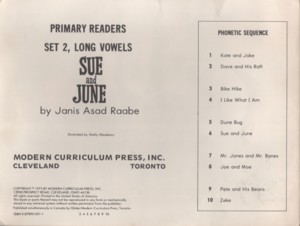 PRIMARY READERS
SET 2, LONG VOWELS
SUE
and
JUNE
by Janis Asad Raabe
Illustrated by
MODERN CURRICULUM PRESS, INC.
CLEVELAND TORONTO
PHONETIC SEQUENCE
1 Kate and Jake
2 Dave and His Raft
3 Bike Hike
4 I Like What I Am
5 Dune Bug
6 Sue and June
7 Mr. Jones and Mr. Bones
8 Joe and Moe
9 Pete and His Beans
10 Zeke